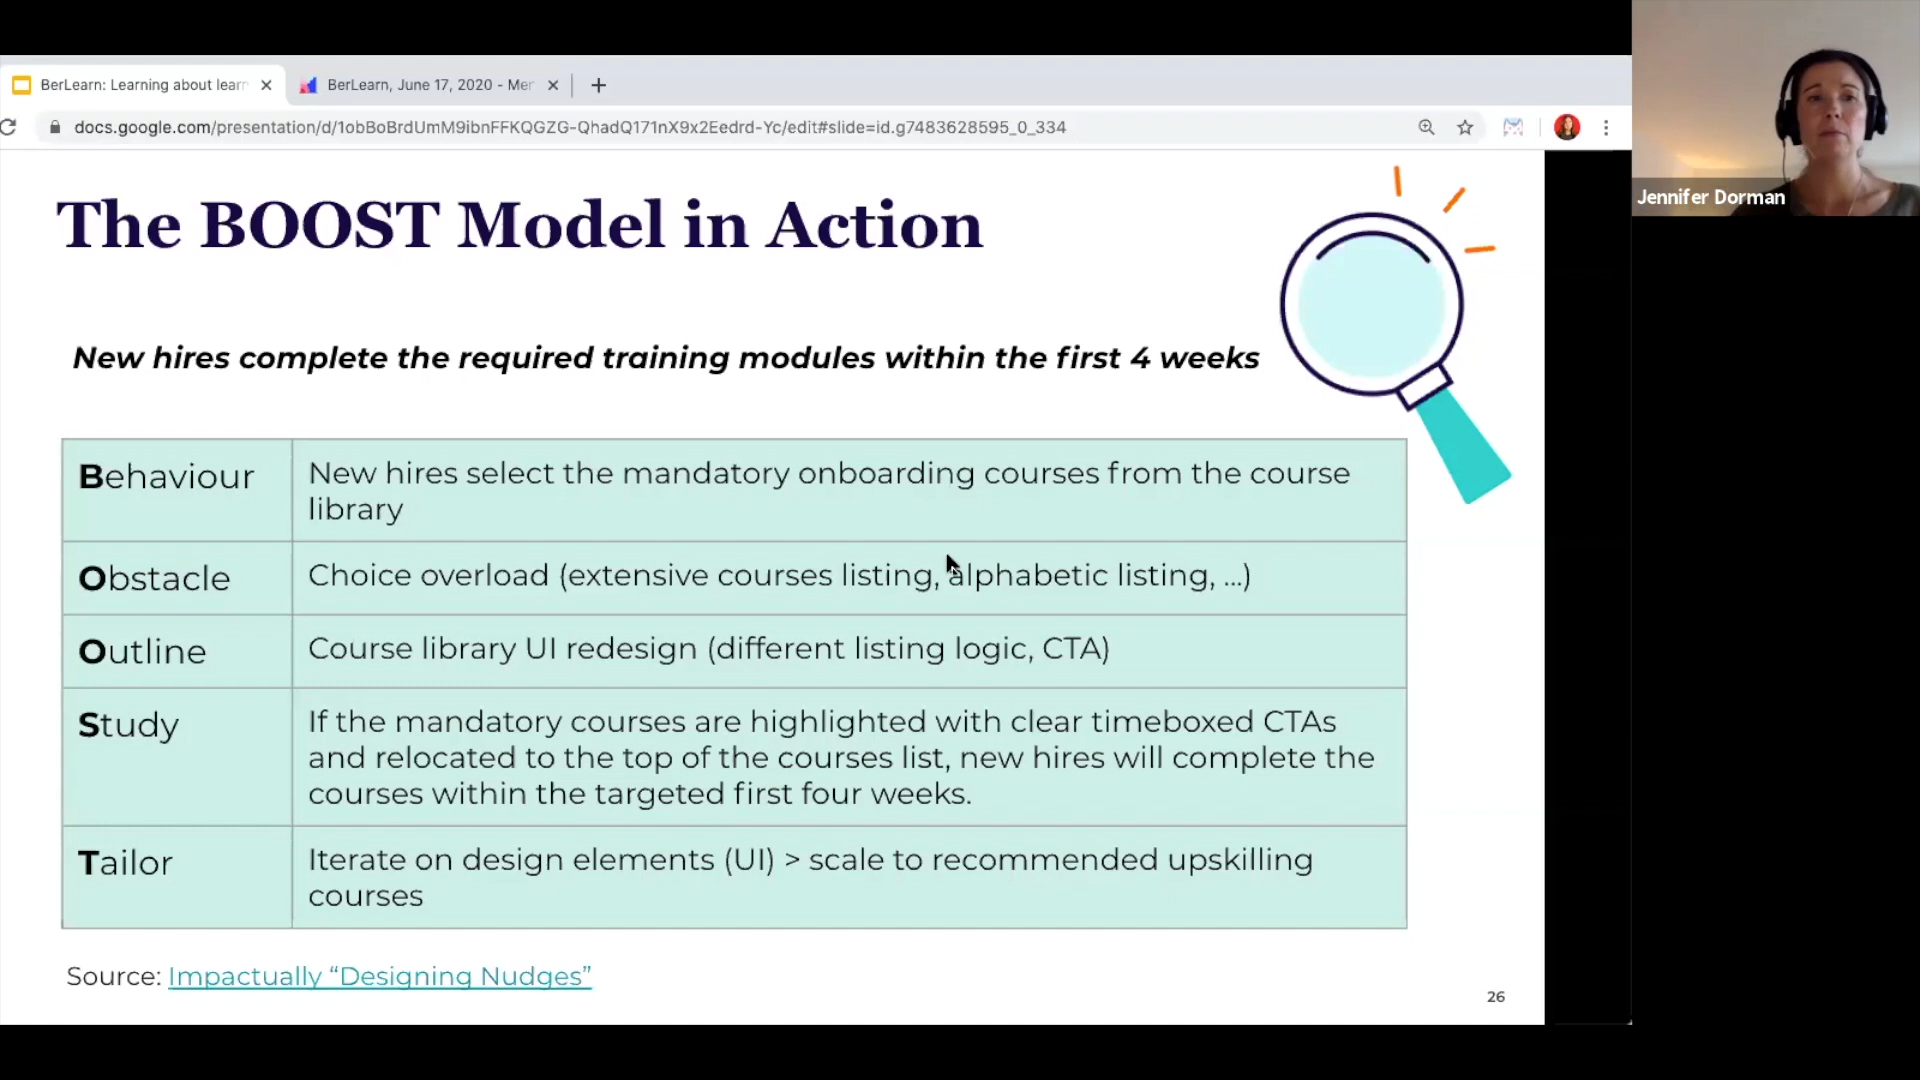 BerLearn: Learning about learn
BerLearn, June 17, 2020 - Mer
docs.google.com/presentation/d/1obBoBrdUmM9ibnFFKQGZG-QhadQ171nX9x2Eedrd-Yc/edit#slide=id.g7483628595_0_334
Jennifer Dorman
The BOOST Model in Action
New hires complete the required training modules within the first 4 weeks
Behaviour
New hires select the mandatory onboarding courses from the course
library
Obstacle
Choice overload (extensive courses listing, alphabetic listing, ...)
Outline
Course library UI redesign (different listing logic, CTA)
Study
If the mandatory courses are highlighted with clear timeboxed CTAs
and relocated to the top of the courses list, new hires will complete the
courses within the targeted first four weeks.
Tailor
Iterate on design elements (UI) > scale to recommended upskilling
courses
Source: Impactually “Designing Nudges”
26